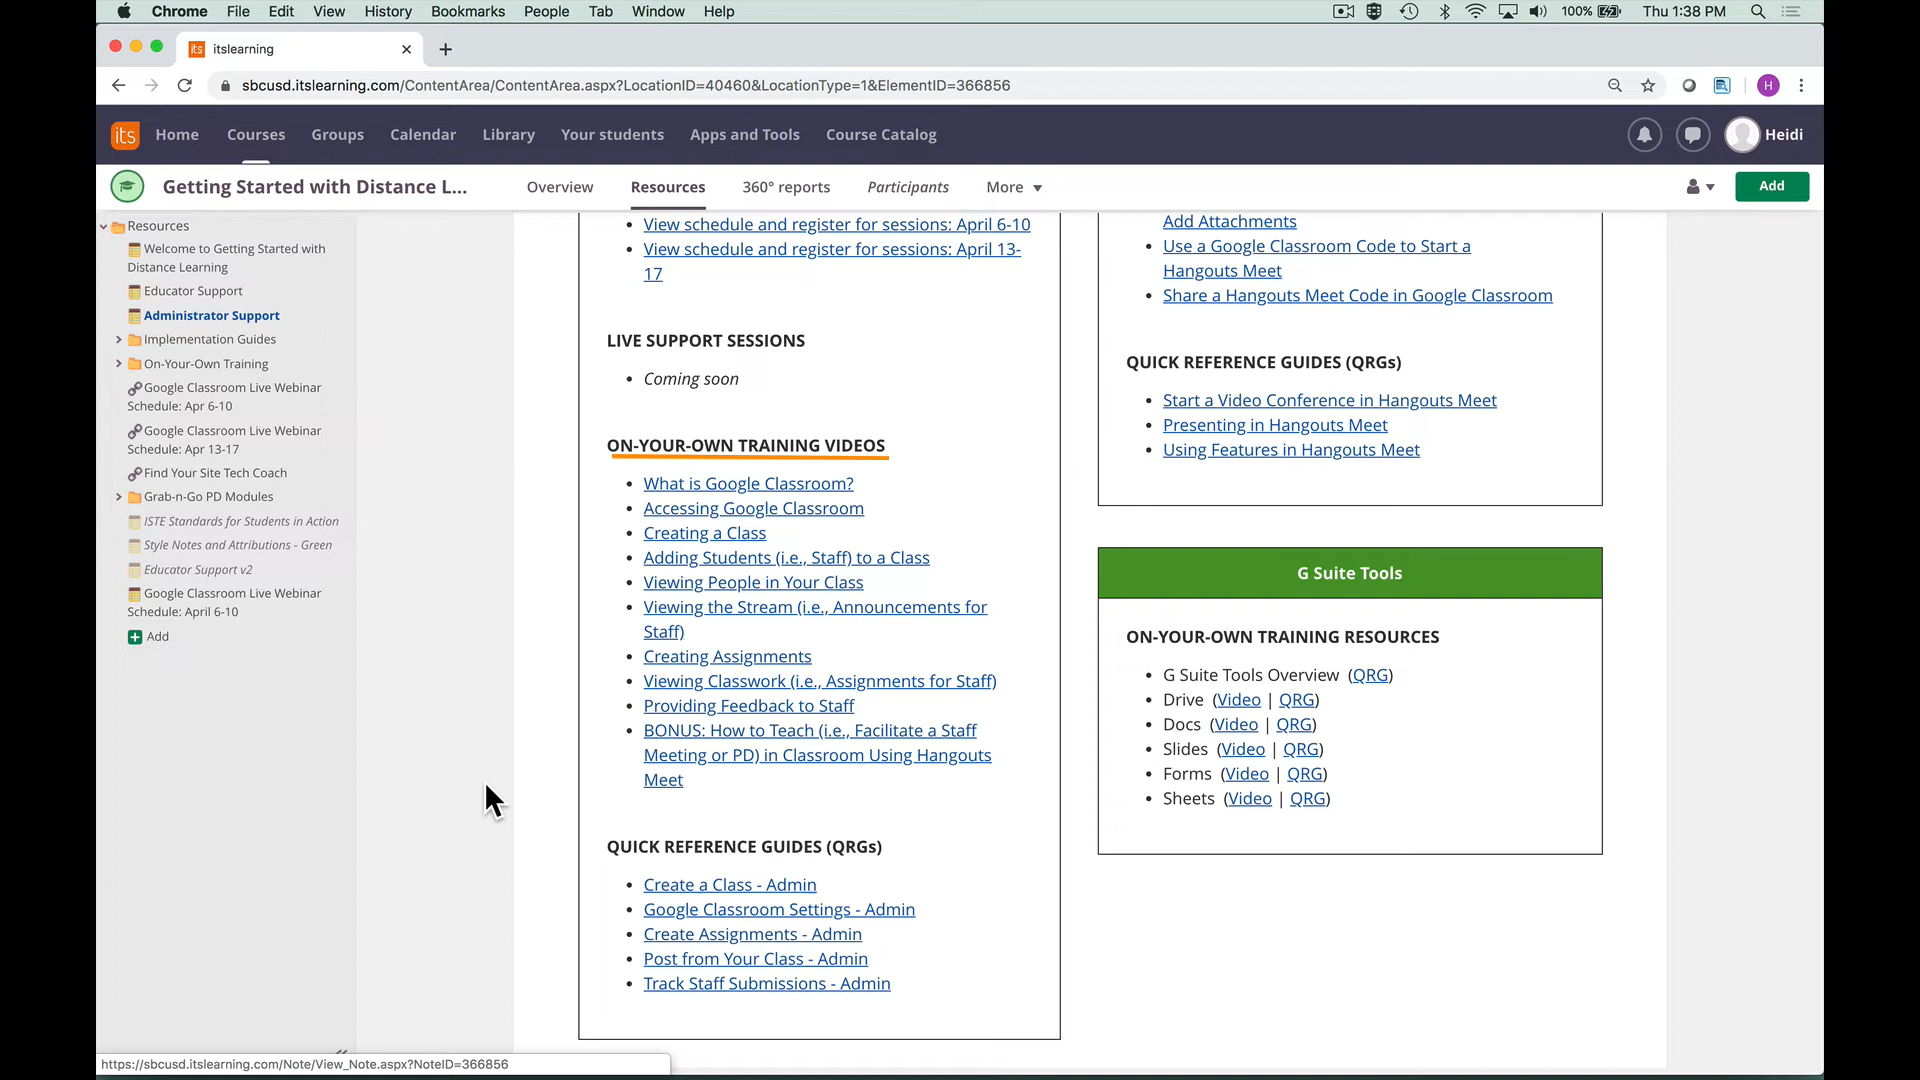 Chrome File Edit View History Bookmarks People Tab Window Help 100% Thu 1:38 PM
its itslearning
sbcusd.itslearning.com/ContentArea/ContentArea.aspx?LocationID=40460&LocationType=1&ElementID=366856 H
its Home Courses Groups Calendar Library Your students Apps and Tools Course Catalog Heidi
Getting Started with Distance L... Overview Resources 360° reports Participants More Add
Resources
Welcome to Getting Started with
Distance Learning
Educator Support
Administrator Support
Implementation Guides
On-Your-Own Training
Google Classroom Live Webinar
Schedule: Apr 6-10
Google Classroom Live Webinar
Schedule: Apr 13-17
Find Your Site Tech Coach
Grab-n-Go PD Modules
ISTE Standards for Students in Action
Style Notes and Attributions - Green
Educator Support v2
Google Classroom Live Webinar
Schedule: April 6-10
Add
View schedule and register for sessions: April 6-10
View schedule and register for sessions: April 13-
17
LIVE SUPPORT SESSIONS
Coming soon
ON-YOUR-OWN TRAINING VIDEOS
What is Google Classroom?
Accessing Google Classroom
Creating a Class
Adding Students (i.e., Staff) to a Class
Viewing People in Your Class
Viewing the Stream (i.e., Announcements for
Staff)
Creating Assignments
Viewing Classwork (i.e., Assignments for Staff)
Providing Feedback to Staff
BONUS: How to Teach (i.e., Facilitate a Staff
Meeting or PD) in Classroom Using Hangouts
Meet
QUICK REFERENCE GUIDES (QRGs)
Create a Class - Admin
Google Classroom Settings - Admin
Create Assignments - Admin
Post from Your Class - Admin
Track Staff Submissions - Admin
Add Attachments
Use a Google Classroom Code to Start a
Hangouts Meet
Share a Hangouts Meet Code in Google Classroom
QUICK REFERENCE GUIDES (QRGs)
Start a Video Conference in Hangouts Meet
Presenting in Hangouts Meet
Using Features in Hangouts Meet
G Suite Tools
ON-YOUR-OWN TRAINING RESOURCES
G Suite Tools Overview (QRG)
Drive (Video | QRG)
Docs (Video | QRG)
Slides (Video | QRG)
Forms (Video | QRG)
Sheets (Video | QRG)
https://sbcusd.itslearning.com/Note/View_Note.aspx?NoteID=366856